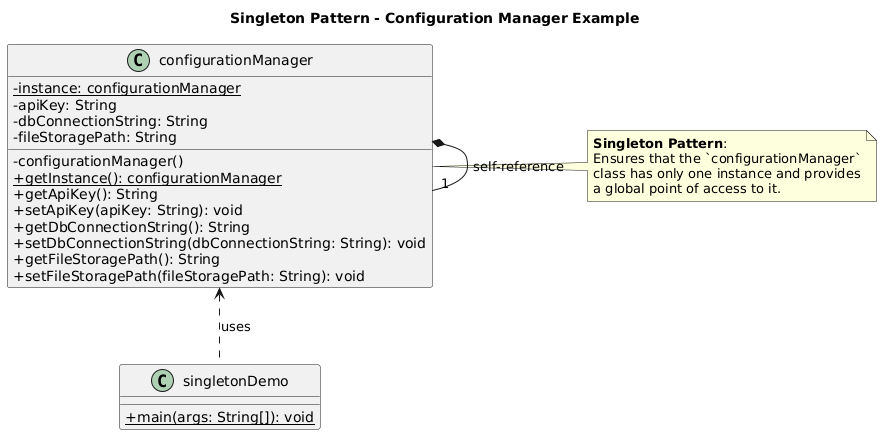 Singleton Pattern - Configuration Manager Example
C configurationManager
-instance: configurationManager
-apiKey: String
-dbConnectionString: String
-fileStoragePath: String
-configurationManager()
+getInstance(): configurationManager
+getApiKey(): String
+setApiKey(apiKey: String): void
+getDbConnectionString(): String
+setDbConnectionString(dbConnectionString: String): void
+getFileStoragePath(): String
+setFileStoragePath(fileStoragePath: String): void
self-reference
1
Singleton Pattern:
Ensures that the `configurationManager`
class has only one instance and provides
a global point of access to it.
uses
C singletonDemo
+main(args: String[]): void